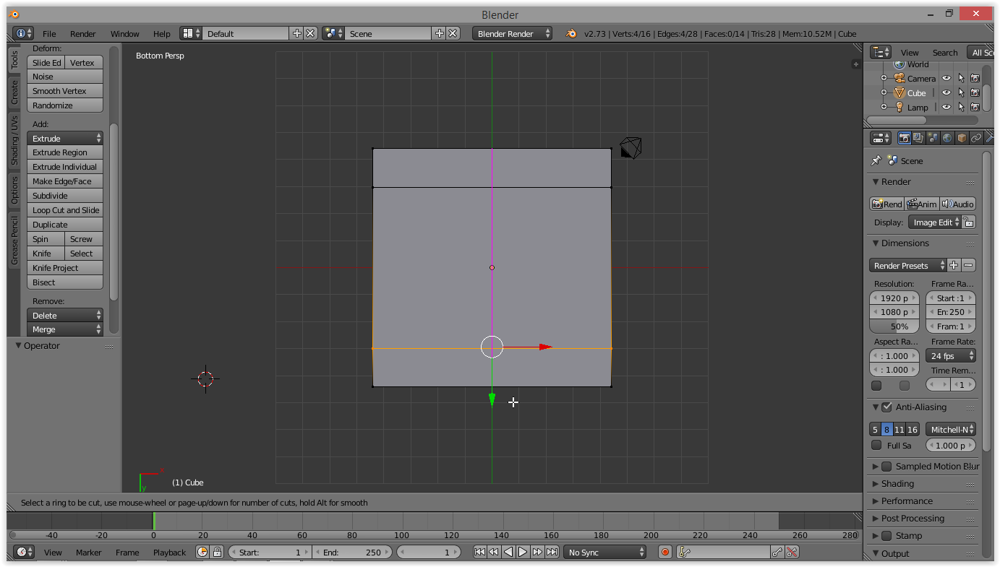 Blender
File Render Window Help Default Scene Blender Render v2.73 | Verts:4/16 | Edges:4/28 | Faces:0/14 | Tris:28 | Mem:10.52M | Cube
Tools
Create
Shading / UVs
Options
Grease Pencil
Deform:
Slide Ed Vertex
Noise
Smooth Vertex
Randomize
Add:
Extrude
Extrude Region
Extrude Individual
Make Edge/Face
Subdivide
Loop Cut and Slide
Duplicate
Spin Screw
Knife Select
Knife Project
Bisect
Remove:
Delete
Merge
Operator
Bottom Persp
y
(1) Cube
View Search All Sc
World
Camera
Cube
Lamp
Scene
Render
Rend Anim Audio
Display: Image Edit
Dimensions
Render Presets
Resolution: Frame Ra...
1920 p Start :1
1080 p En: 250
50% Fram: 1
Aspect Ra... Frame Rate:
: 1.000 24 fps
: 1.000 Time Rem...
1
Anti-Aliasing
5 8 11 16 Mitchell-N
Full Sa 1.000 p
Sampled Motion Blur
Shading
Performance
Post Processing
Stamp
Output
Select a ring to be cut, use mouse-wheel or page-up/down for number of cuts, hold Alt for smooth
-40 -20 0 20 40 60 80 100 120 140 160 180 200 220 240 260 280
View Marker Frame Playback Start: 1 End: 250 1 No Sync